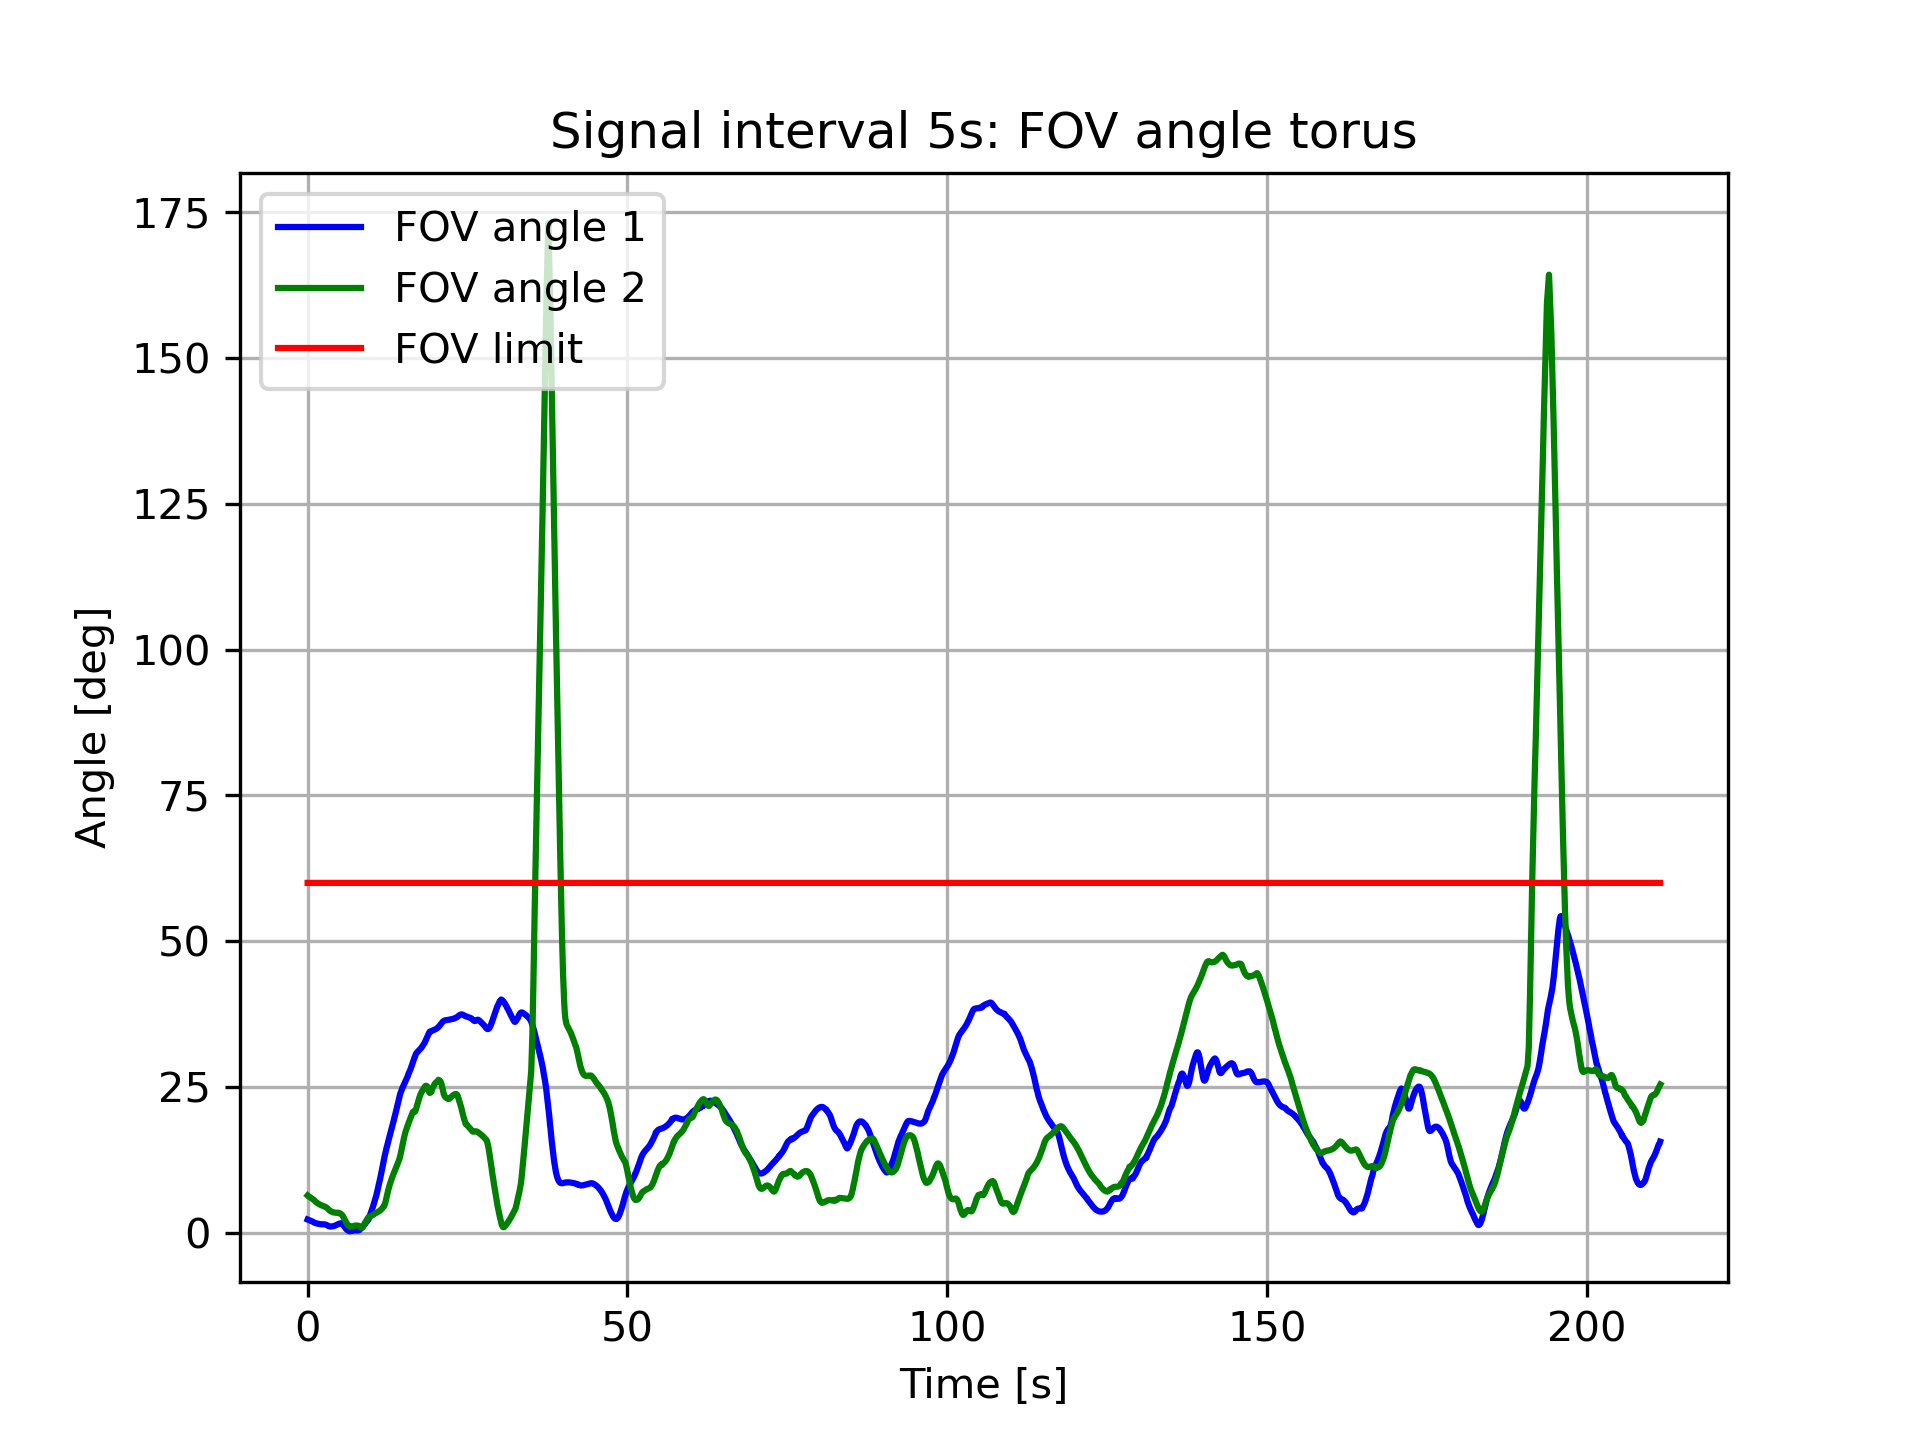 Signal interval 5s: FOV angle torus
FOV angle 1
FOV angle 2
FOV limit
175
150
125
100
75
50
25
0
Angle [deg]
0 50 100 150 200
Time [s]